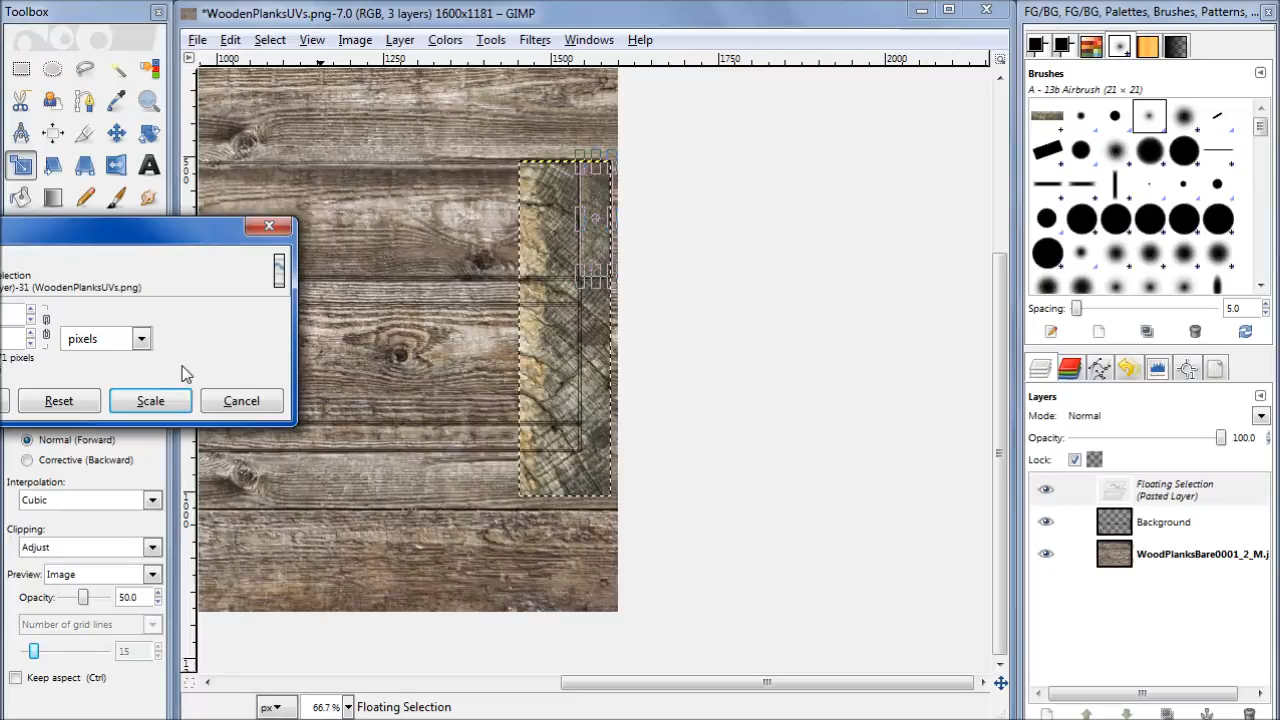 Toolbox
*WoodenPlanksUVs.png-7.0 (RGB, 3 layers) 1600x1181 – GIMP
FG/BG, FG/BG, Palettes, Brushes, Patterns, ...
File Edit Select View Image Layer Colors Tools Filters Windows Help
1000 1250 1500 1750 2000
Brushes
A - 13b Airbrush (21 × 21)
500
election
yer)-31 (WoodenPlanksUVs.png)
pixels
1 pixels
Reset Scale Cancel
Spacing: 5.0
Layers
Mode: Normal
Opacity: 100.0
Lock:
Floating Selection
(Pasted Layer)
Background
WoodPlanksBare0001_2_M.j
Normal (Forward)
Corrective (Backward)
Interpolation:
Cubic
Clipping:
Adjust
Preview: Image
Opacity: 50.0
Number of grid lines
15
Keep aspect (Ctrl)
1000
px 66.7 % Floating Selection